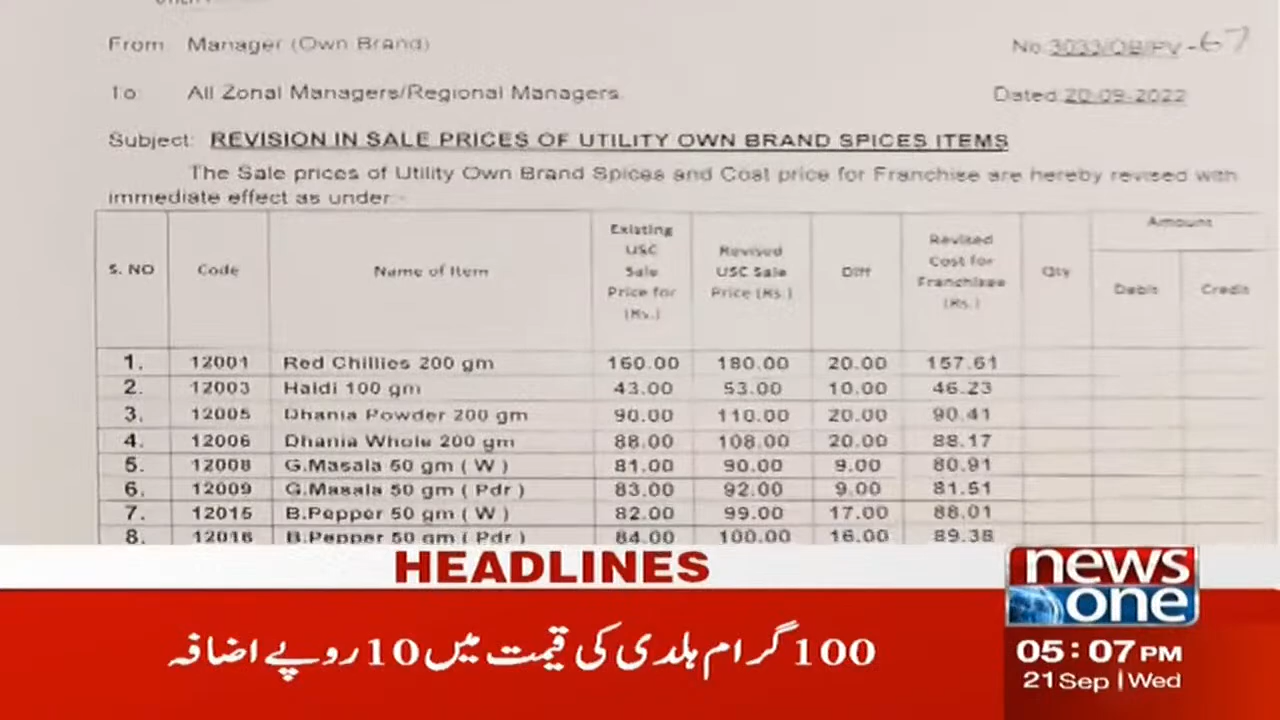 From: Manager (Own Brand)
No. 3033/OB/PV-67
To: All Zonal Managers/Regional Managers.
Dated 20-09-2022
Subject: REVISION IN SALE PRICES OF UTILITY OWN BRAND SPICES ITEMS
The Sale prices of Utility Own Brand Spices and Cost price for Franchise are hereby revised with
immediate effect as under:-
S. NO Code Name of Item Existing USC Sale Price for (Rs.) Revised USC Sale Price (Rs.) Diff Revised Cost for Franchisee (Rs.) Qty Amount Debit Credit
1. 12001 Red Chillies 200 gm 160.00 180.00 20.00 157.61
2. 12003 Haldi 100 gm 43.00 53.00 10.00 46.23
3. 12005 Dhania Powder 200 gm 90.00 110.00 20.00 90.41
4. 12006 Dhania Whole 200 gm 88.00 108.00 20.00 88.17
5. 12008 G.Masala 50 gm ( W ) 81.00 90.00 9.00 80.91
6. 12009 G.Masala 50 gm ( Pdr ) 83.00 92.00 9.00 81.51
7. 12015 B.Pepper 50 gm ( W ) 82.00 99.00 17.00 88.01
8. 12016 B.Pepper 50 gm ( Pdr ) 84.00 100.00 16.00 89.38
HEADLINES
news
one
100 گرام ہلدی کی قیمت میں 10 روپے اضافہ
05:07 PM
21 Sep | Wed